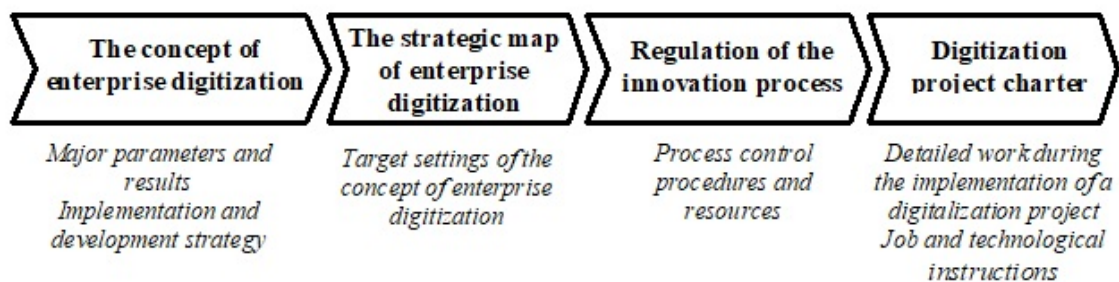 The concept of
enterprise digitization
The strategic map
of enterprise
digitization
Regulation of the
innovation process
Digitization
project charter
Major parameters and
results
Implementation and
development strategy
Target settings of the
concept of enterprise
digitization
Process control
procedures and
resources
Detailed work during
the implementation of a
digitalization project
Job and technological
instructions